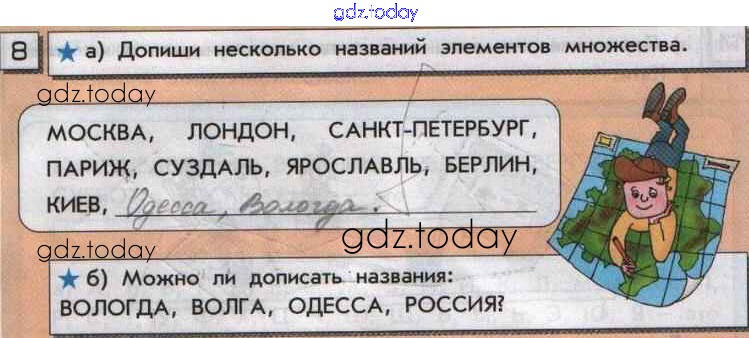 gdz.today
8 ★ а) Допиши несколько названий элементов множества.
gdz.today
МОСКВА, ЛОНДОН, САНКТ-ПЕТЕРБУРГ,
ПАРИЖ, СУЗДАЛЬ, ЯРОСЛАВЛЬ, БЕРЛИН,
КИЕВ, Одесса, Вологда.
gdz.today
gdz.today
★ б) Можно ли дописать названия:
ВОЛОГДА, ВОЛГА, ОДЕССА, РОССИЯ?